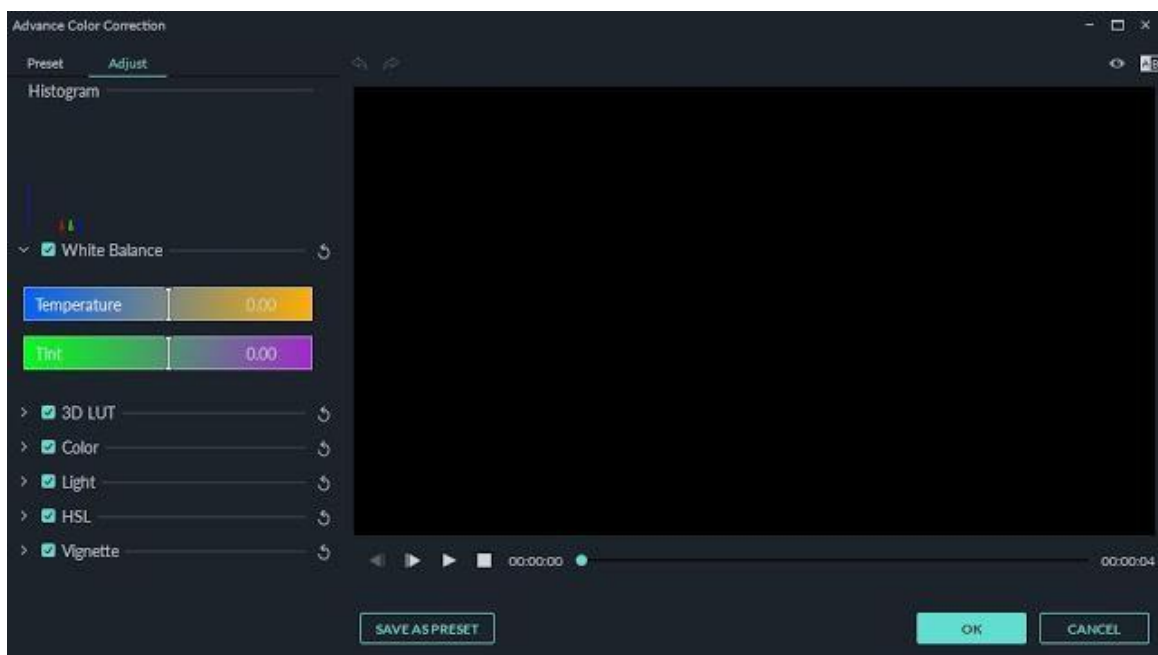 Advance Color Correction
Preset Adjust
Histogram
White Balance
Temperature 0.00
Tint 0.00
3D LUT
Color
Light
HSL
Vignette
00:00:00 00:00:04
SAVE AS PRESET OK CANCEL